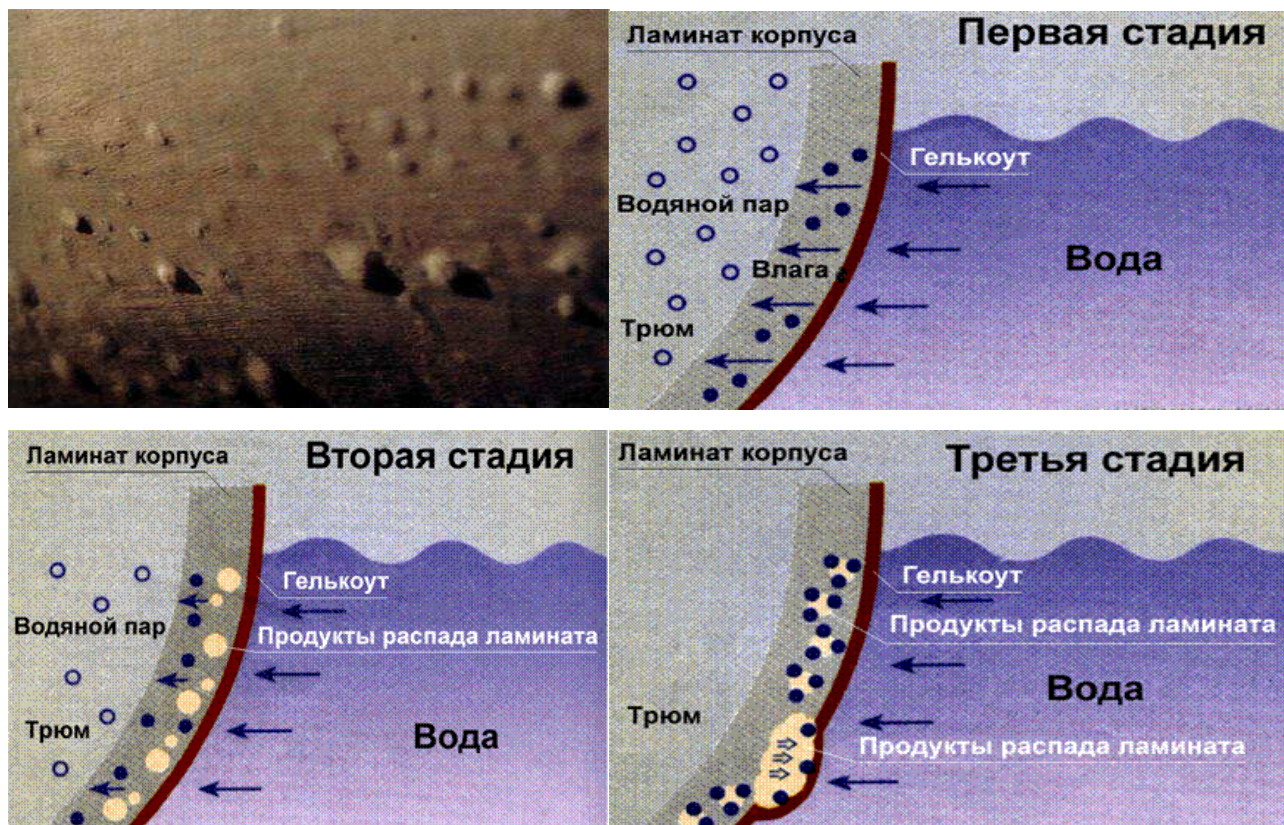 Ламинат корпуса
Первая стадия
Гелькоут
Водяной пар
Вода
Влага
Трюм
Ламинат корпуса
Вторая стадия
Гелькоут
Водяной пар
Продукты распада ламината
Трюм
Вода
Ламинат корпуса
Третья стадия
Гелькоут
Продукты распада ламината
Вода
Трюм
Продукты распада ламината